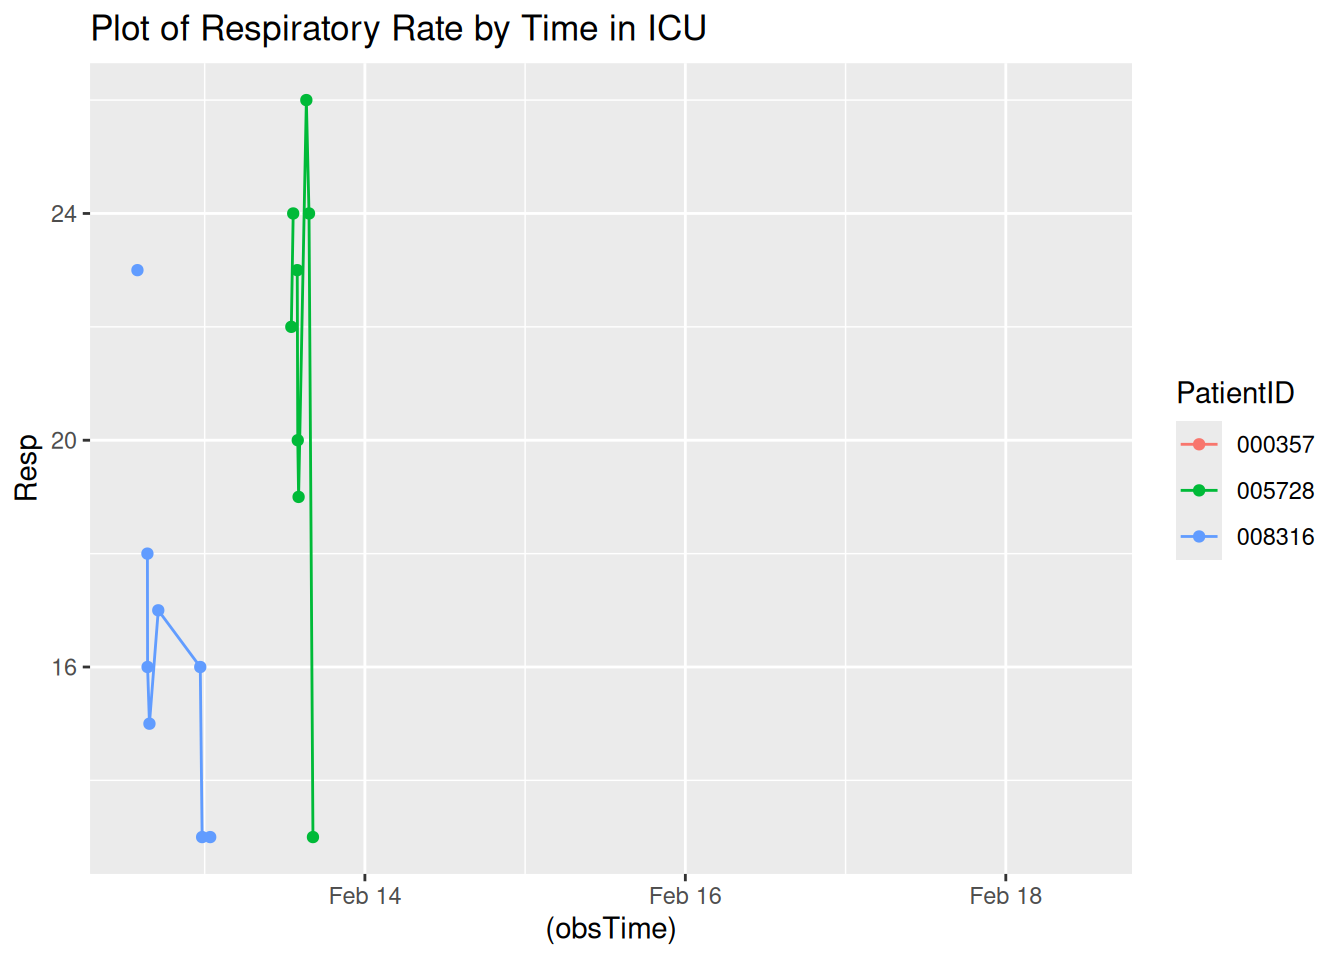 Plot of Respiratory Rate by Time in ICU
24
20
16
Resp
Feb 14
Feb 16
Feb 18
(obsTime)
PatientID
000357
005728
008316